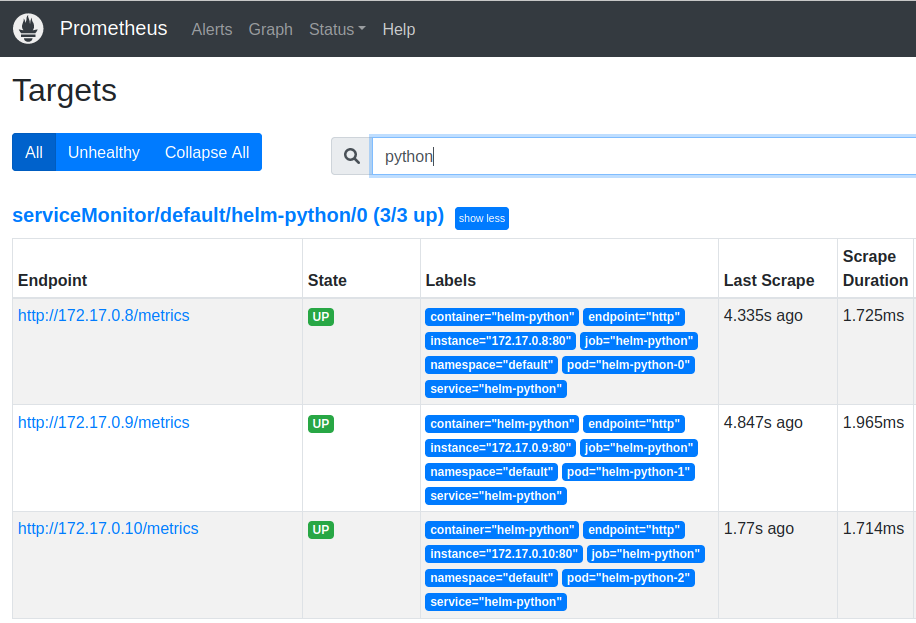 Prometheus Alerts Graph Status Help
Targets
All Unhealthy Collapse All python
serviceMonitor/default/helm-python/0 (3/3 up) show less
Endpoint State Labels Last Scrape Scrape Duration
http://172.17.0.8/metrics UP container="helm-python" endpoint="http" 4.335s ago 1.725ms
instance="172.17.0.8:80" job="helm-python"
namespace="default" pod="helm-python-0"
service="helm-python"
http://172.17.0.9/metrics UP container="helm-python" endpoint="http" 4.847s ago 1.965ms
instance="172.17.0.9:80" job="helm-python"
namespace="default" pod="helm-python-1"
service="helm-python"
http://172.17.0.10/metrics UP container="helm-python" endpoint="http" 1.77s ago 1.714ms
instance="172.17.0.10:80" job="helm-python"
namespace="default" pod="helm-python-2"
service="helm-python"